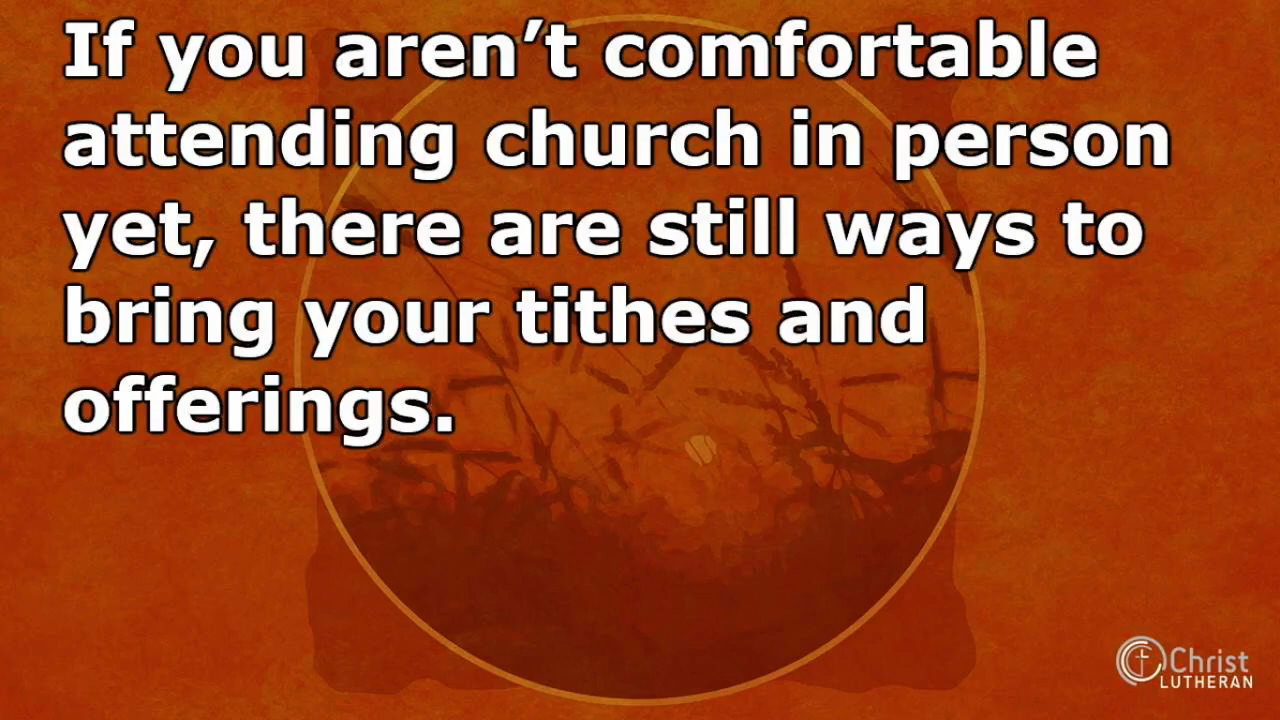 If you aren’t comfortable
attending church in person
yet, there are still ways to
bring your tithes and
offerings.
Christ
LUTHERAN